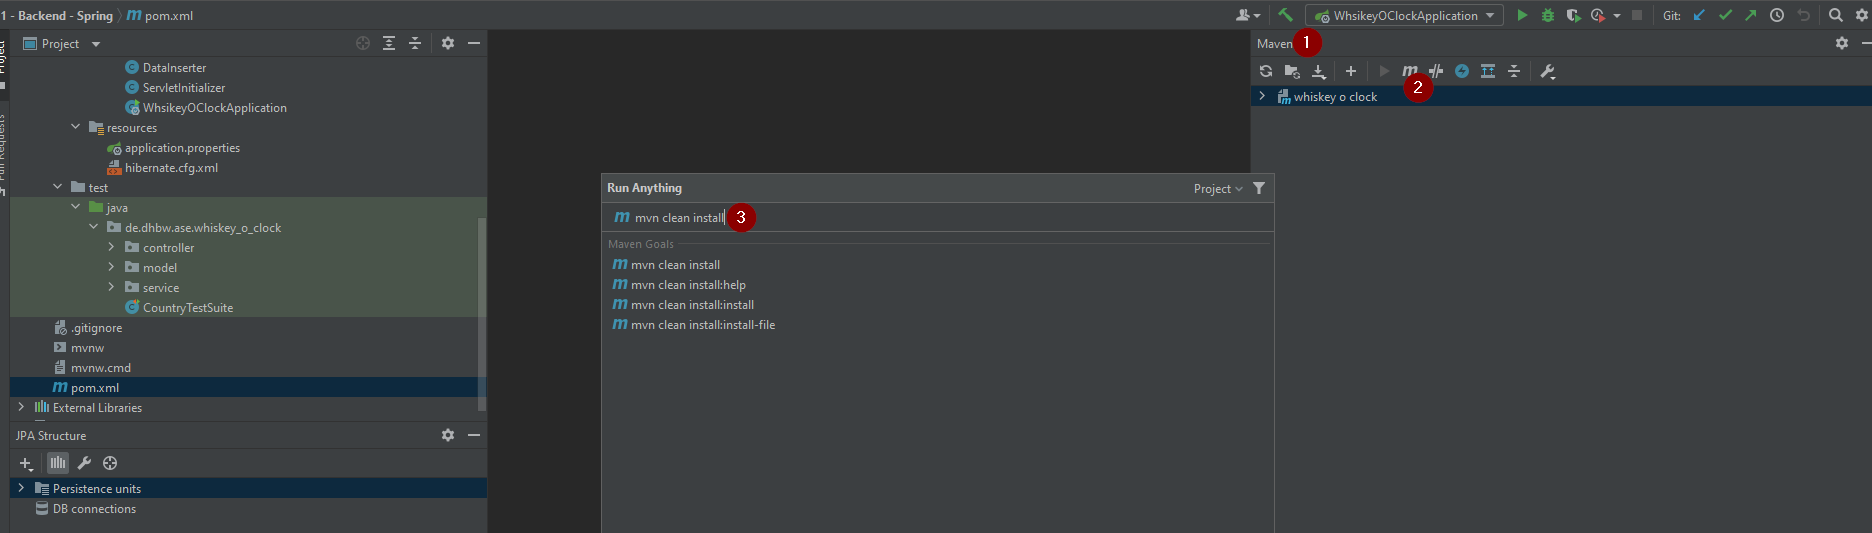 1 - Backend - Spring
pom.xml
WhsikeyOClockApplication
Git:
Project
Project
DataInserter
ServletInitializer
WhsikeyOClockApplication
resources
application.properties
hibernate.cfg.xml
test
java
de.dhbw.ase.whiskey_o_clock
controller
model
service
CountryTestSuite
.gitignore
mvnw
mvnw.cmd
pom.xml
External Libraries
JPA Structure
Persistence units
DB connections
Run Anything
Project
mvn clean install
3
Maven Goals
mvn clean install
mvn clean install:help
mvn clean install:install
mvn clean install:install-file
Maven
1
2
whiskey o clock